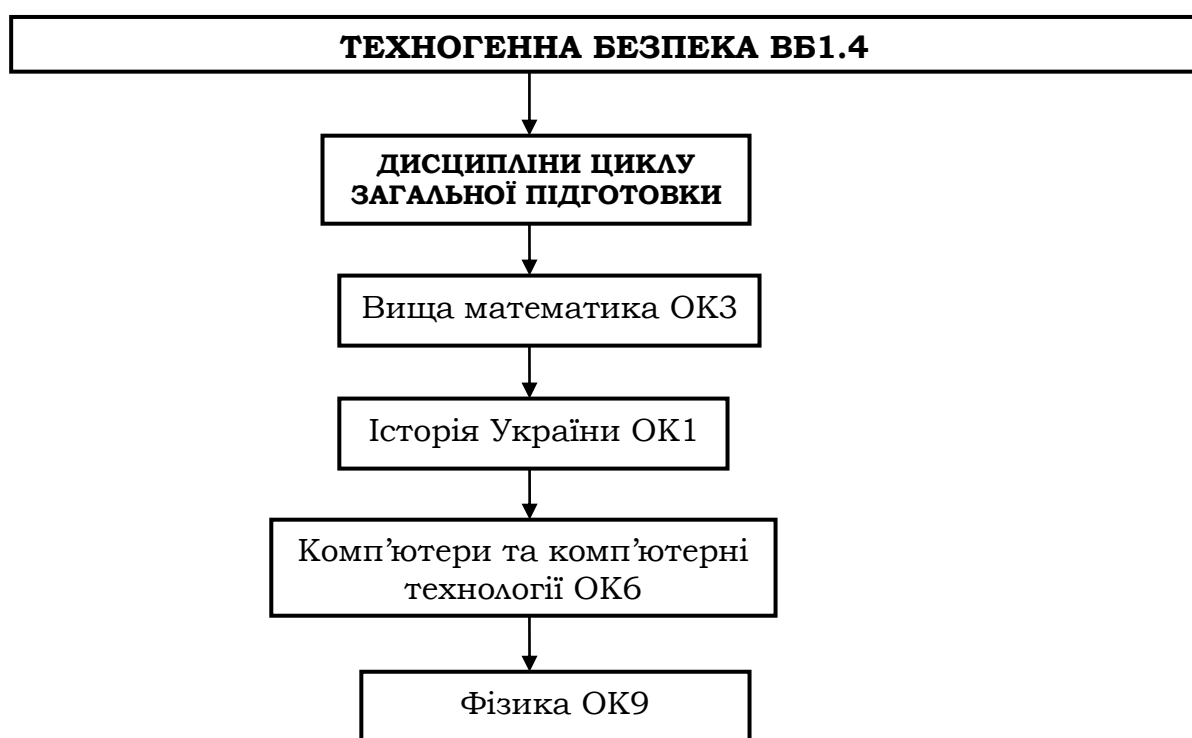 ТЕХНОГЕННА БЕЗПЕКА ВБ1.4
ДИСЦИПЛІНИ ЦИКЛУ
ЗАГАЛЬНОЇ ПІДГОТОВКИ
Вища математика ОК3
Історія України ОК1
Комп’ютери та комп’ютерні
технології ОК6
Фізика ОК9